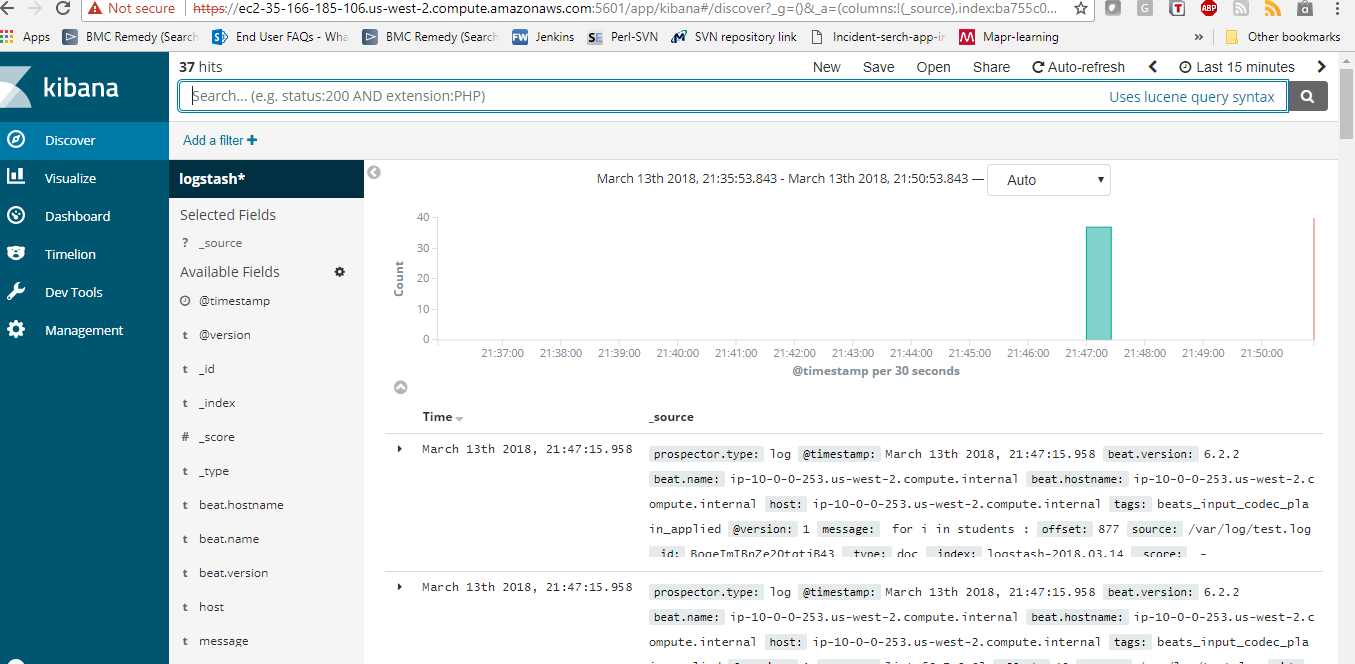 Not secure https://ec2-35-166-185-106.us-west-2.compute.amazonaws.com:5601/app/kibana#/discover?_g=()&_a=(columns:!(_source),index:ba755c0...
Apps BMC Remedy (Search End User FAQs - Wha BMC Remedy (Search FW Jenkins SE Perl-SVN SVN repository link Incident-serch-app-in Mapr-learning » Other bookmarks
kibana
Discover
Visualize
Dashboard
Timelion
Dev Tools
Management
37 hits
New Save Open Share Auto-refresh Last 15 minutes
Search... (e.g. status:200 AND extension:PHP) Uses lucene query syntax
Add a filter +
logstash*
Selected Fields
? _source
Available Fields
@timestamp
t @version
t _id
t _index
# _score
t _type
t beat.hostname
t beat.name
t beat.version
t host
t message
March 13th 2018, 21:35:53.843 - March 13th 2018, 21:50:53.843 — Auto
40
30
20
10
0
Count
21:37:00 21:38:00 21:39:00 21:40:00 21:41:00 21:42:00 21:43:00 21:44:00 21:45:00 21:46:00 21:47:00 21:48:00 21:49:00 21:50:00
@timestamp per 30 seconds
Time _source
March 13th 2018, 21:47:15.958 prospector.type: log @timestamp: March 13th 2018, 21:47:15.958 beat.version: 6.2.2
beat.name: ip-10-0-0-253.us-west-2.compute.internal beat.hostname: ip-10-0-0-253.us-west-2.c
ompute.internal host: ip-10-0-0-253.us-west-2.compute.internal tags: beats_input_codec_pla
in_applied @version: 1 message: for i in students : offset: 877 source: /var/log/test.log
_id: _type: doc _index: logstash-2018.03.14 _score: -
March 13th 2018, 21:47:15.958 prospector.type: log @timestamp: March 13th 2018, 21:47:15.958 beat.version: 6.2.2
beat.name: ip-10-0-0-253.us-west-2.compute.internal beat.hostname: ip-10-0-0-253.us-west-2.c
ompute.internal host: ip-10-0-0-253.us-west-2.compute.internal tags: beats_input_codec_pla